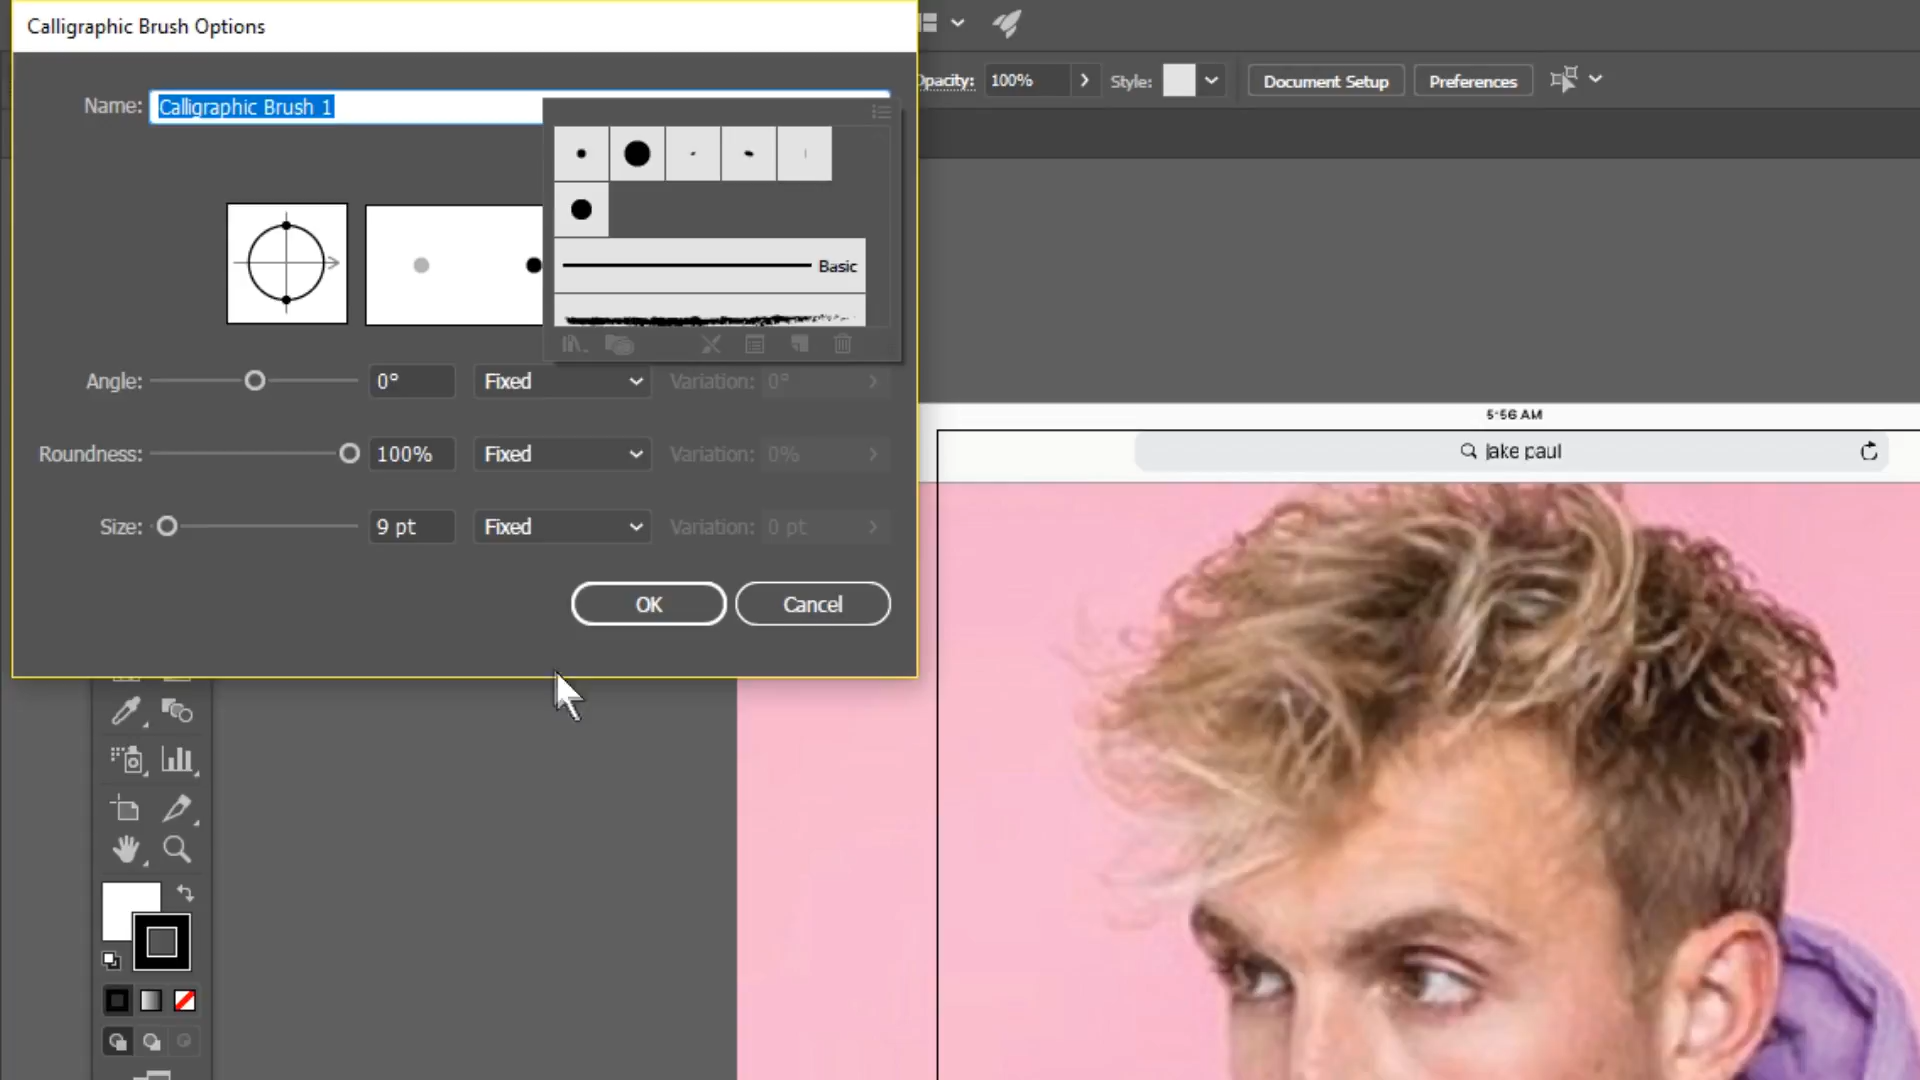 Calligraphic Brush Options
Name: Calligraphic Brush 1
Opacity: 100% Style: Document Setup Preferences
Basic
Angle: 0° Fixed Variation: 0°
Roundness: 100% Fixed Variation: 0%
Size: 9 pt Fixed Variation: 0 pt
OK Cancel
5:56 AM
jake paul